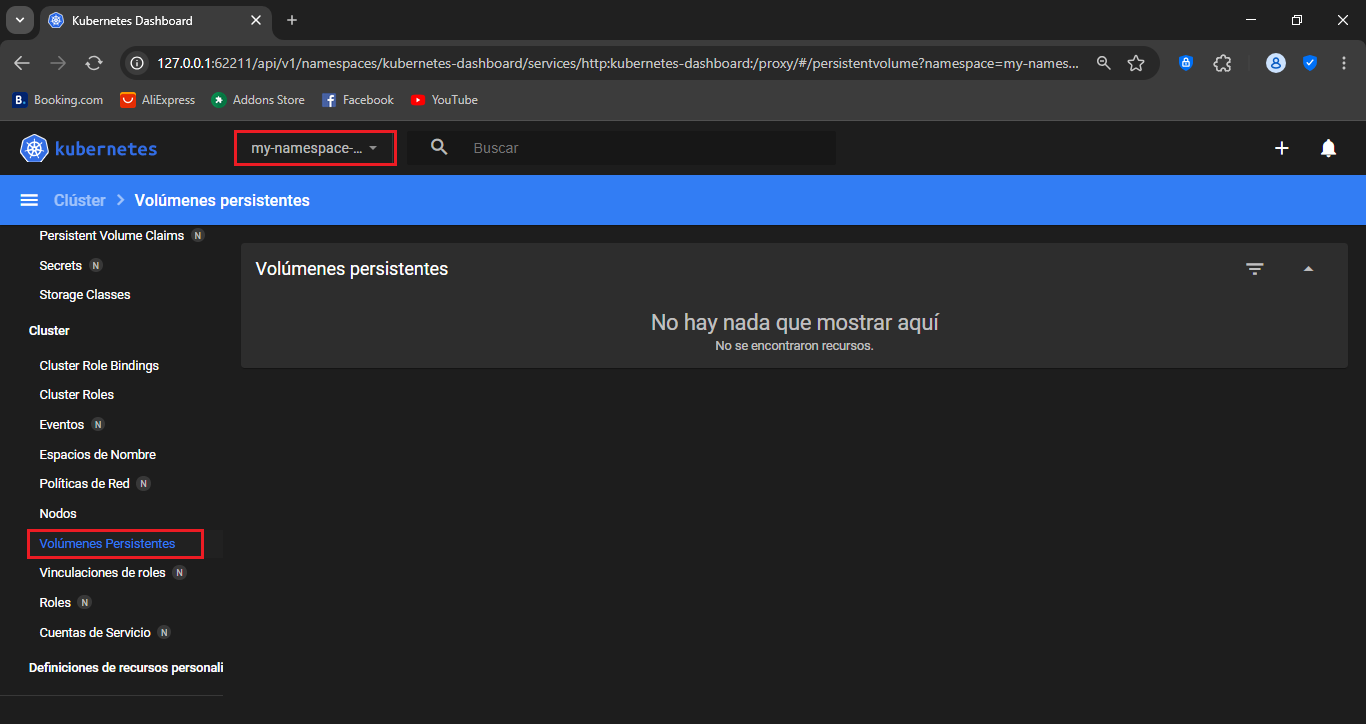 Kubernetes Dashboard
127.0.0.1:62211/api/v1/namespaces/kubernetes-dashboard/services/http:kubernetes-dashboard:/proxy/#/persistentvolume?namespace=my-names...
B. Booking.com
AliExpress
Addons Store
Facebook
YouTube
kubernetes
my-namespace-...
Buscar
Clúster
Volúmenes persistentes
Persistent Volume Claims N
Secrets N
Storage Classes
Cluster
Cluster Role Bindings
Cluster Roles
Eventos N
Espacios de Nombre
Políticas de Red N
Nodos
Volúmenes Persistentes
Vinculaciones de roles N
Roles N
Cuentas de Servicio N
Definiciones de recursos personali
Volúmenes persistentes
No hay nada que mostrar aquí
No se encontraron recursos.